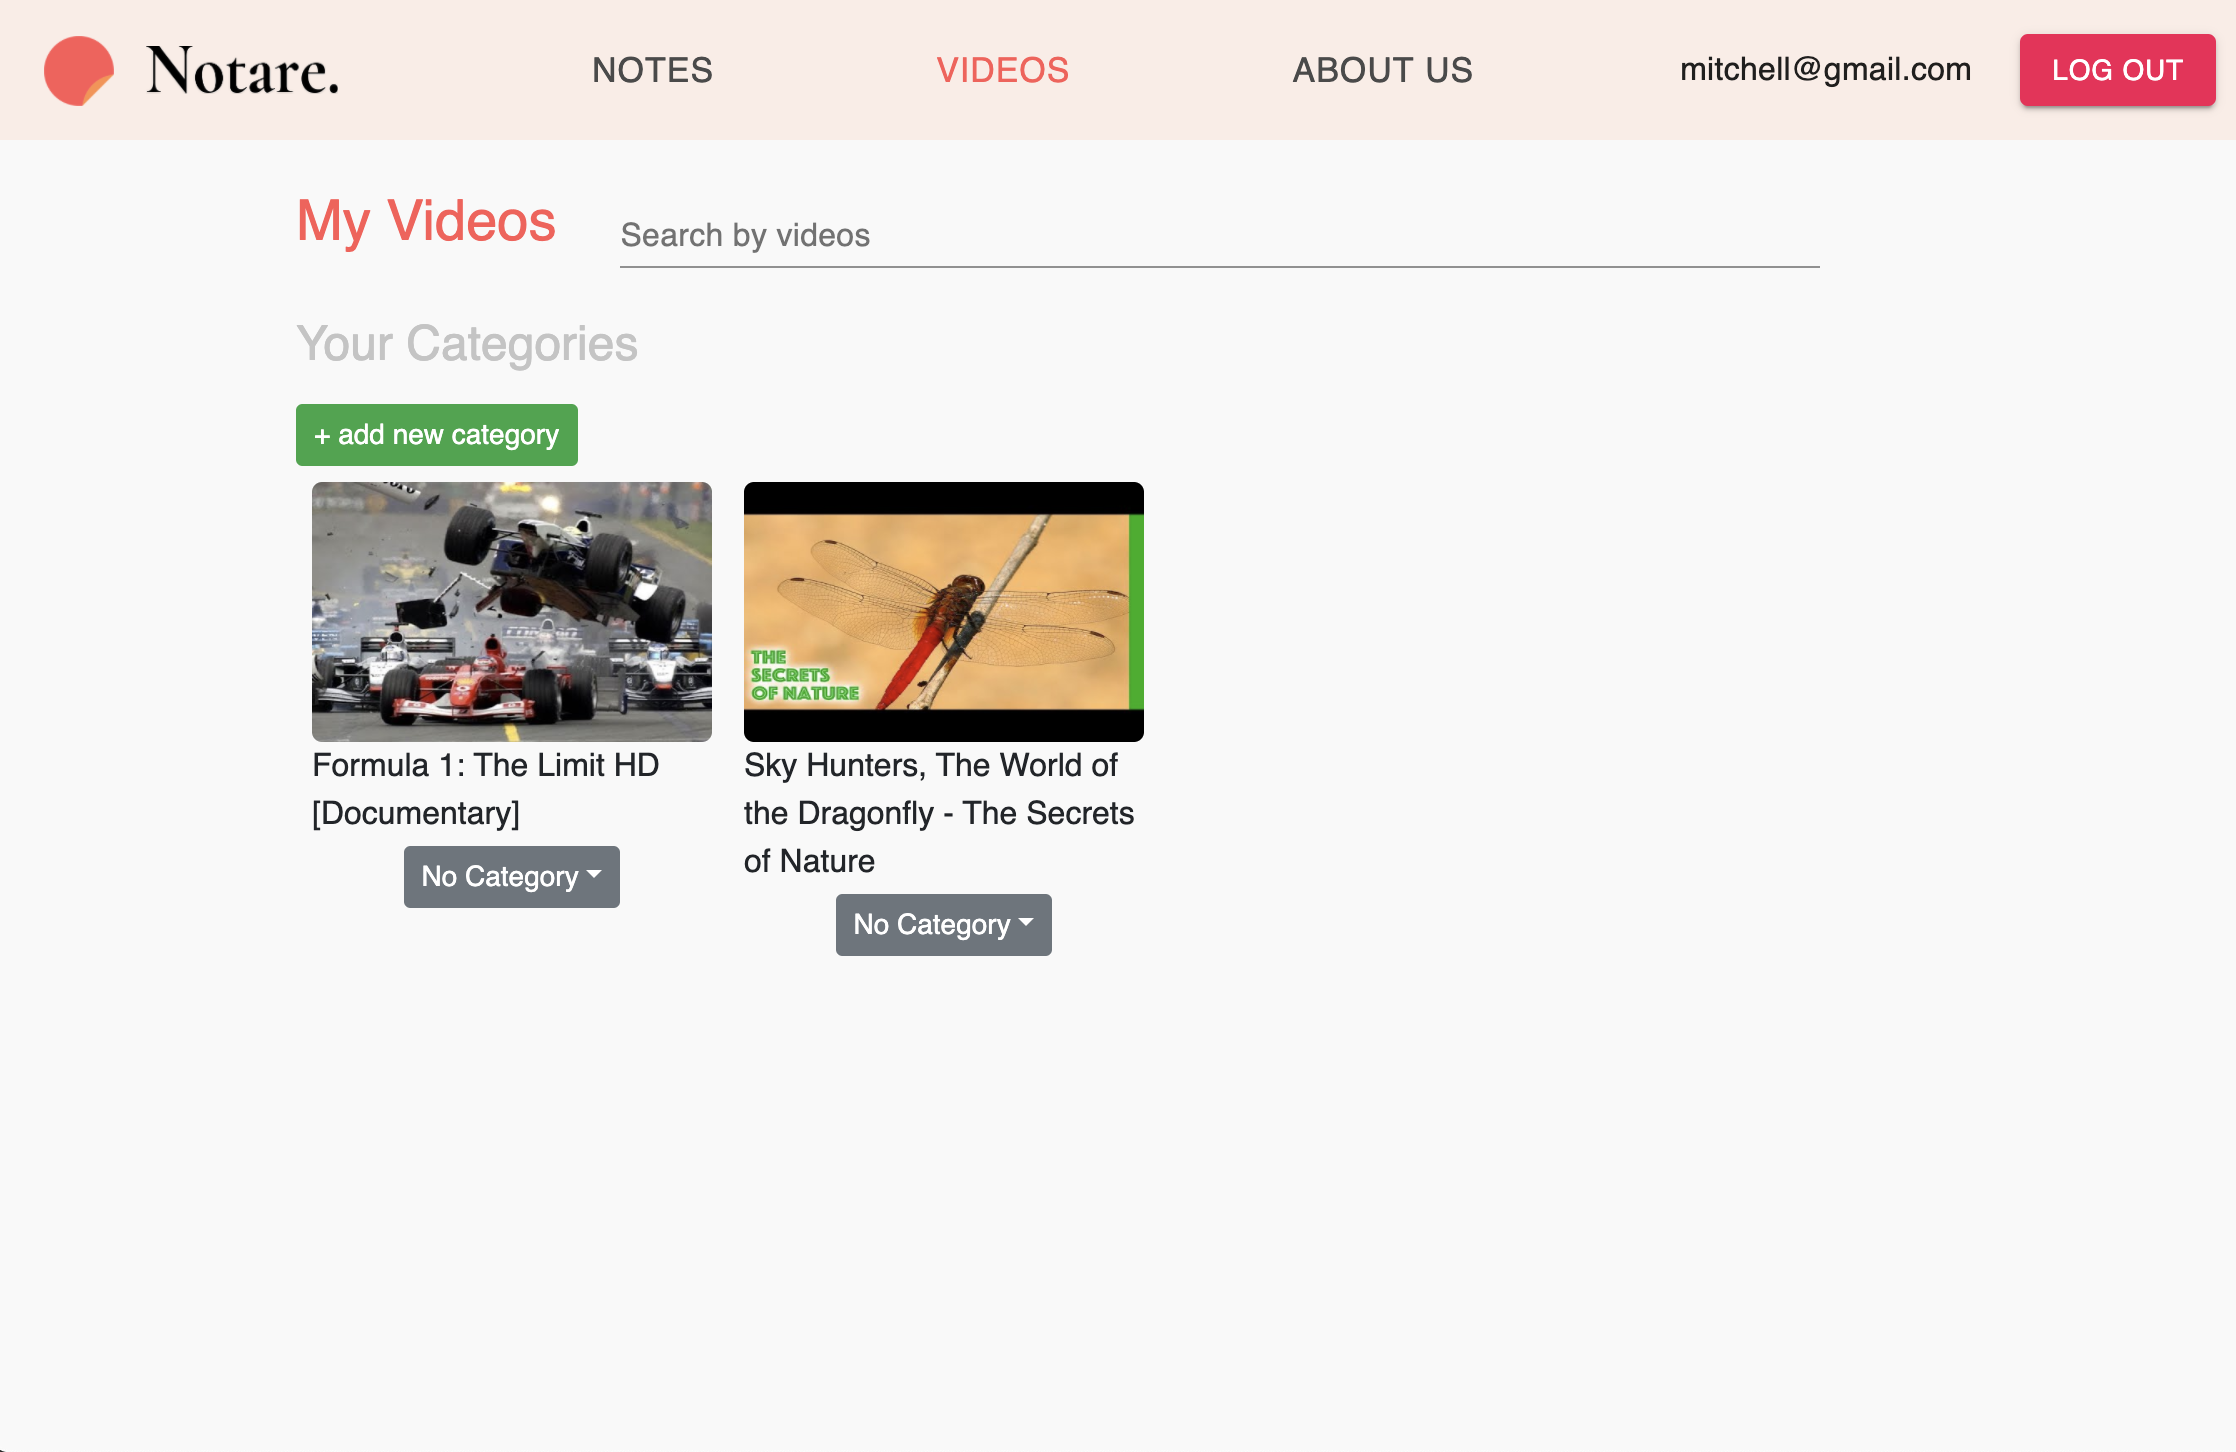 Notare.
NOTES
VIDEOS
ABOUT US
mitchell@gmail.com
LOG OUT
My Videos
Search by videos
Your Categories
+ add new category
THE
SECRETS
OF NATURE
Formula 1: The Limit HD
[Documentary]
No Category
Sky Hunters, The World of
the Dragonfly - The Secrets
of Nature
No Category